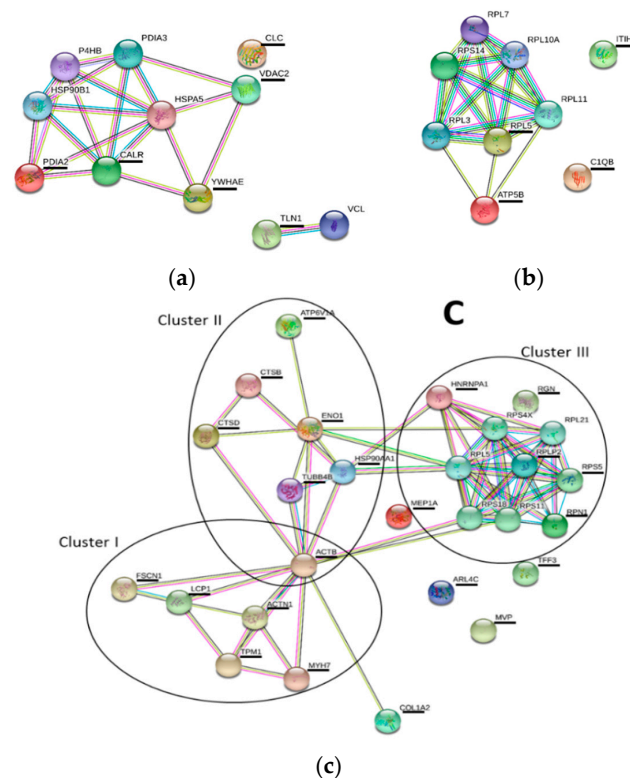 PDIA3
P4HB
CLC
VDAC2
HSP90B1
HSPA5
PDIA2
CALR
YWHAE
TLN1
VCL
(a)
RPL7
RPS14
RPL10A
ITIH
RPL11
RPL3
RPL5
C1QB
ATP5B
(b)
C
Cluster II
ATP6V1A
Cluster III
CTSB
HNRNPA1
RGN
CTSD
ENO1
RPS4X
RPL21
HSP90AA1
RPL5
RPLP2
RPS5
TUBB4B
MEP1A
RPS18
RPS11
RPN1
Cluster I
ACTB
FSCN1
LCP1
ARL4C
TFF3
ACTN1
MVP
TPM1
MYH7
COL1A2
(c)